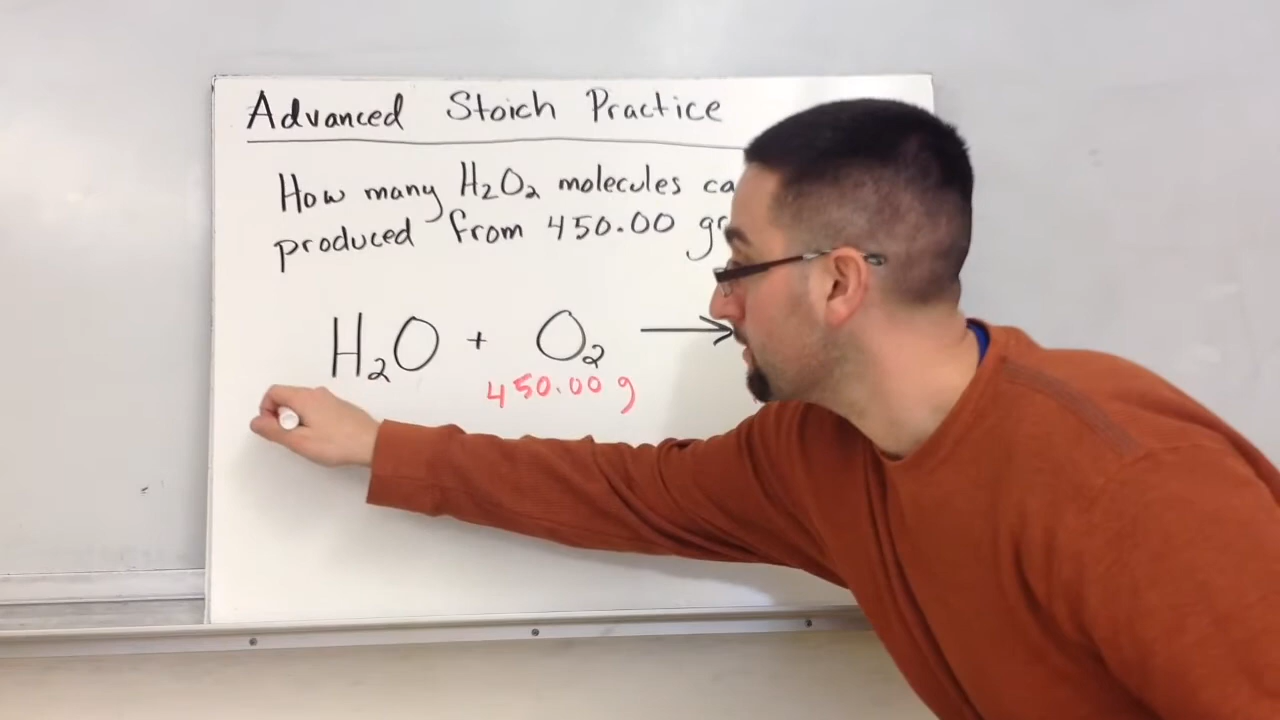 Advanced Stoich Practice
How many H₂O₂ molecules
produced from 450.00
H₂O + O₂ →
450.00 g